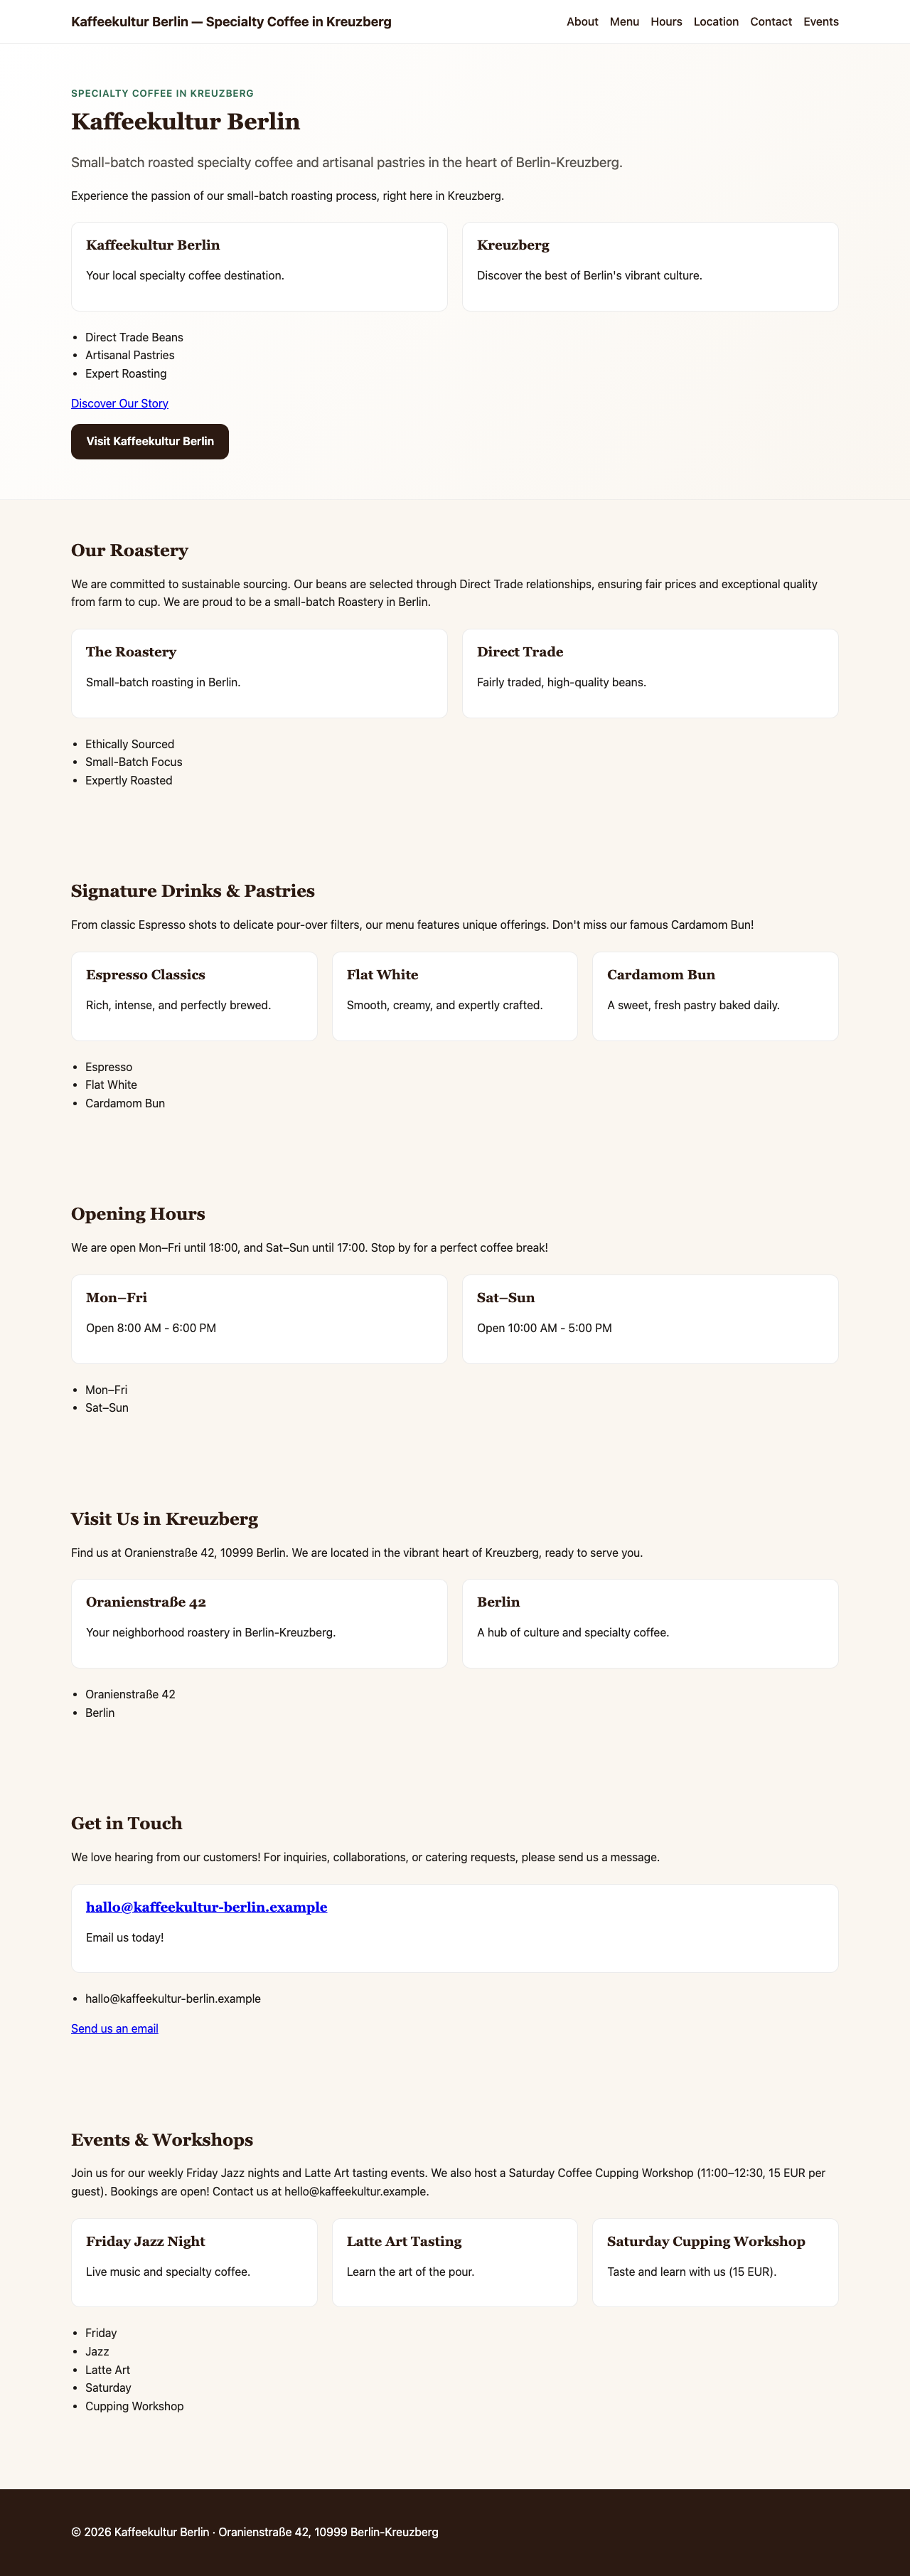 Kaffeekultur Berlin — Specialty Coffee in Kreuzberg
About Menu Hours Location Contact Events
SPECIALTY COFFEE IN KREUZBERG
Kaffeekultur Berlin
Small-batch roasted specialty coffee and artisanal pastries in the heart of Berlin-Kreuzberg.
Experience the passion of our small-batch roasting process, right here in Kreuzberg.
Kaffeekultur Berlin
Your local specialty coffee destination.
Kreuzberg
Discover the best of Berlin's vibrant culture.
• Direct Trade Beans
• Artisanal Pastries
• Expert Roasting
Discover Our Story
Visit Kaffeekultur Berlin
Our Roastery
We are committed to sustainable sourcing. Our beans are selected through Direct Trade relationships, ensuring fair prices and exceptional quality
from farm to cup. We are proud to be a small-batch Roastery in Berlin.
The Roastery
Small-batch roasting in Berlin.
Direct Trade
Fairly traded, high-quality beans.
• Ethically Sourced
• Small-Batch Focus
• Expertly Roasted
Signature Drinks & Pastries
From classic Espresso shots to delicate pour-over filters, our menu features unique offerings. Don't miss our famous Cardamom Bun!
Espresso Classics
Rich, intense, and perfectly brewed.
Flat White
Smooth, creamy, and expertly crafted.
Cardamom Bun
A sweet, fresh pastry baked daily.
• Espresso
• Flat White
• Cardamom Bun
Opening Hours
We are open Mon–Fri until 18:00, and Sat–Sun until 17:00. Stop by for a perfect coffee break!
Mon–Fri
Open 8:00 AM - 6:00 PM
Sat–Sun
Open 10:00 AM - 5:00 PM
• Mon–Fri
• Sat–Sun
Visit Us in Kreuzberg
Find us at Oranienstraße 42, 10999 Berlin. We are located in the vibrant heart of Kreuzberg, ready to serve you.
Oranienstraße 42
Your neighborhood roastery in Berlin-Kreuzberg.
Berlin
A hub of culture and specialty coffee.
• Oranienstraße 42
• Berlin
Get in Touch
We love hearing from our customers! For inquiries, collaborations, or catering requests, please send us a message.
hallo@kaffeekultur-berlin.example
Email us today!
• hallo@kaffeekultur-berlin.example
Send us an email
Events & Workshops
Join us for our weekly Friday Jazz nights and Latte Art tasting events. We also host a Saturday Coffee Cupping Workshop (11:00–12:30, 15 EUR per
guest). Bookings are open! Contact us at hello@kaffeekultur.example.
Friday Jazz Night
Live music and specialty coffee.
Latte Art Tasting
Learn the art of the pour.
Saturday Cupping Workshop
Taste and learn with us (15 EUR).
• Friday
• Jazz
• Latte Art
• Saturday
• Cupping Workshop
© 2026 Kaffeekultur Berlin · Oranienstraße 42, 10999 Berlin-Kreuzberg